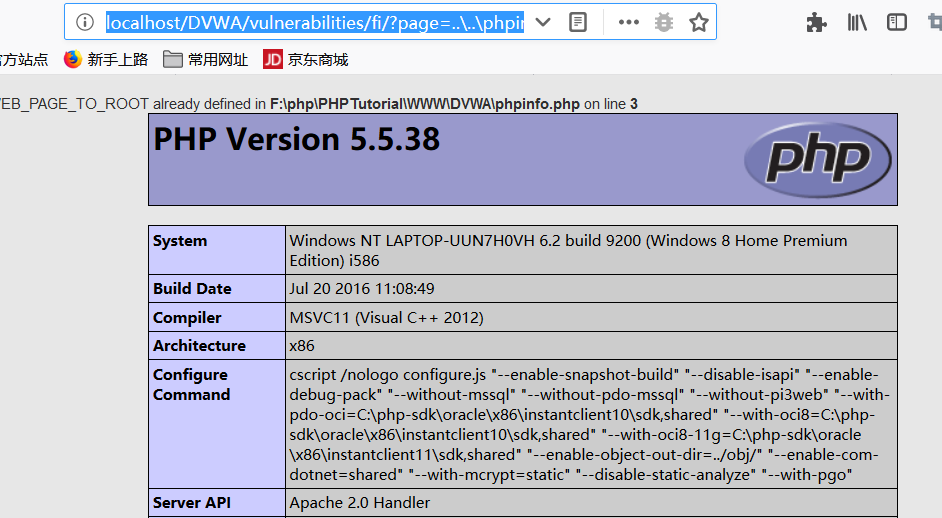 localhost/DVWA/vulnerabilities/fi/?page=..\..\phpin
官方站点 新手上路 常用网址 JD 京东商城
EB_PAGE_TO_ROOT already defined in F:\php\PHPTutorial\WWW\DVWA\phpinfo.php on line 3
PHP Version 5.5.38
php
System Windows NT LAPTOP-UUN7H0VH 6.2 build 9200 (Windows 8 Home Premium
Edition) i586
Build Date Jul 20 2016 11:08:49
Compiler MSVC11 (Visual C++ 2012)
Architecture x86
Configure cscript /nologo configure.js "--enable-snapshot-build" "--disable-isapi" "--enable-
Command debug-pack" "--without-mssql" "--without-pdo-mssql" "--without-pi3web" "--with-
pdo-oci=C:\php-sdk\oracle\x86\instantclient10\sdk,shared" "--with-oci8=C:\php-
sdk\oracle\x86\instantclient10\sdk,shared" "--with-oci8-11g=C:\php-sdk\oracle
\x86\instantclient11\sdk,shared" "--enable-object-out-dir=../obj/" "--enable-com-
dotnet=shared" "--with-mcrypt=static" "--disable-static-analyze" "--with-pgo"
Server API Apache 2.0 Handler